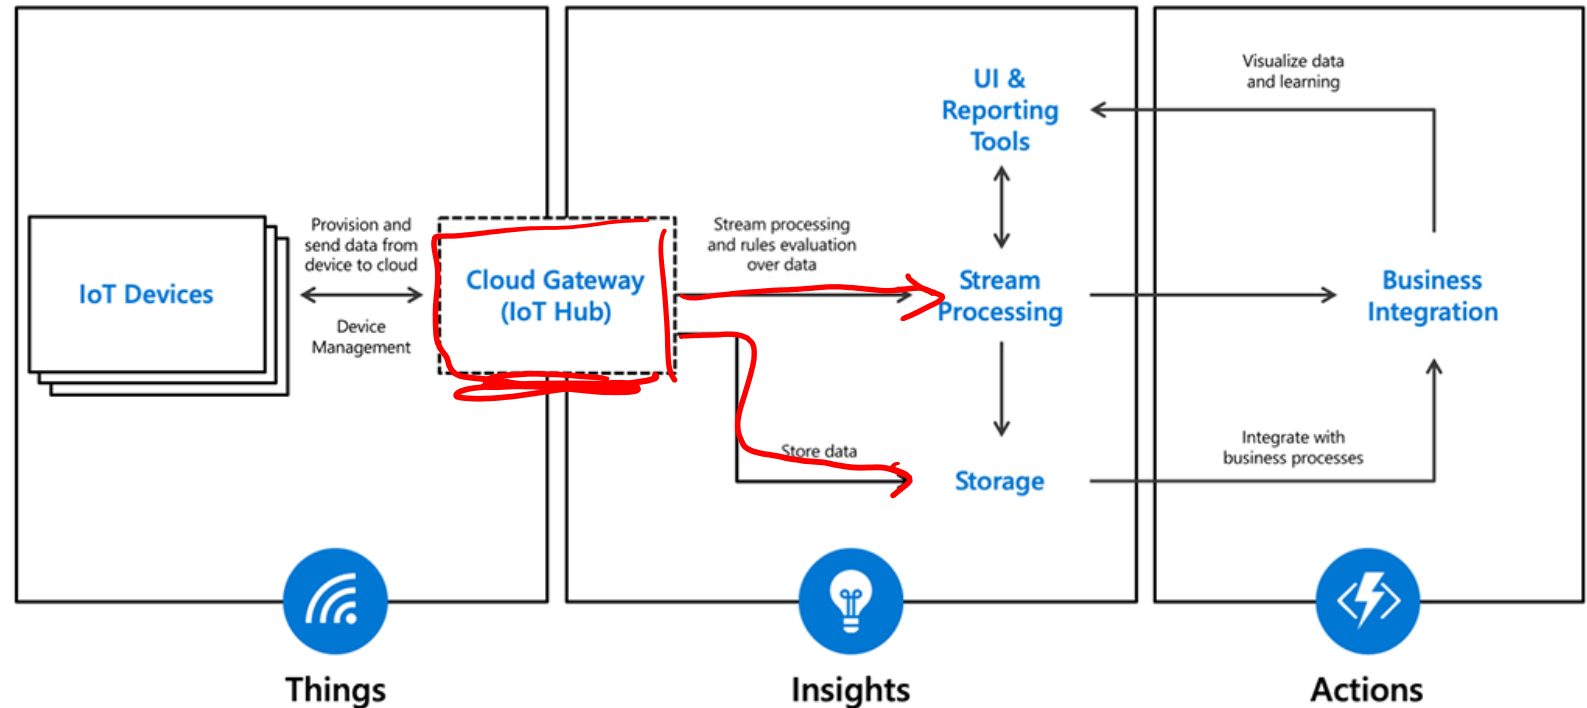 Visualize data
and learning
UI &
Reporting
Tools
Provision and
send data from
device to cloud
Stream processing
and rules evaluation
over data
IoT Devices
Cloud Gateway
(IoT Hub)
Stream
Processing
Business
Integration
Device
Management
Store data
Storage
Integrate with
business processes
Things
Insights
Actions